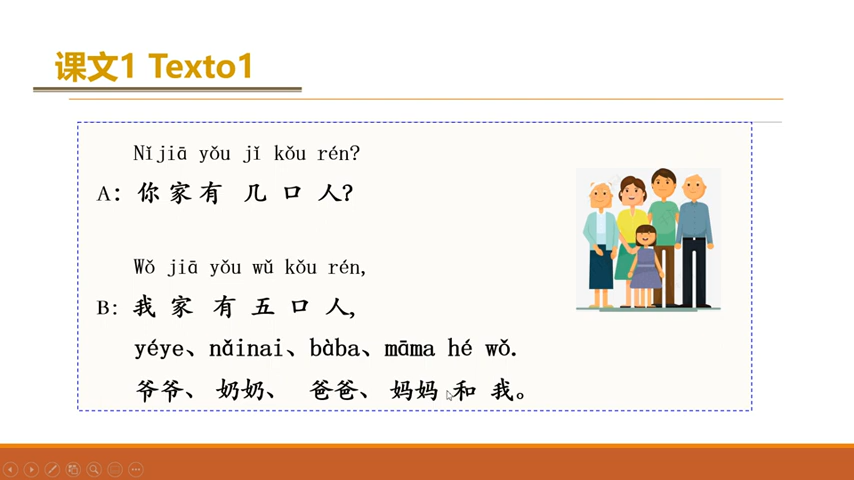 课文1 Texto1
Nǐjiā yǒu jǐ kǒu rén?
A: 你家有 几 口 人?
Wǒ jiā yǒu wǔ kǒu rén,
B: 我 家 有 五 口 人,
yéye、nǎinai、bàba、māma hé wǒ.
爷爷、 奶奶、 爸爸、 妈妈 和 我。